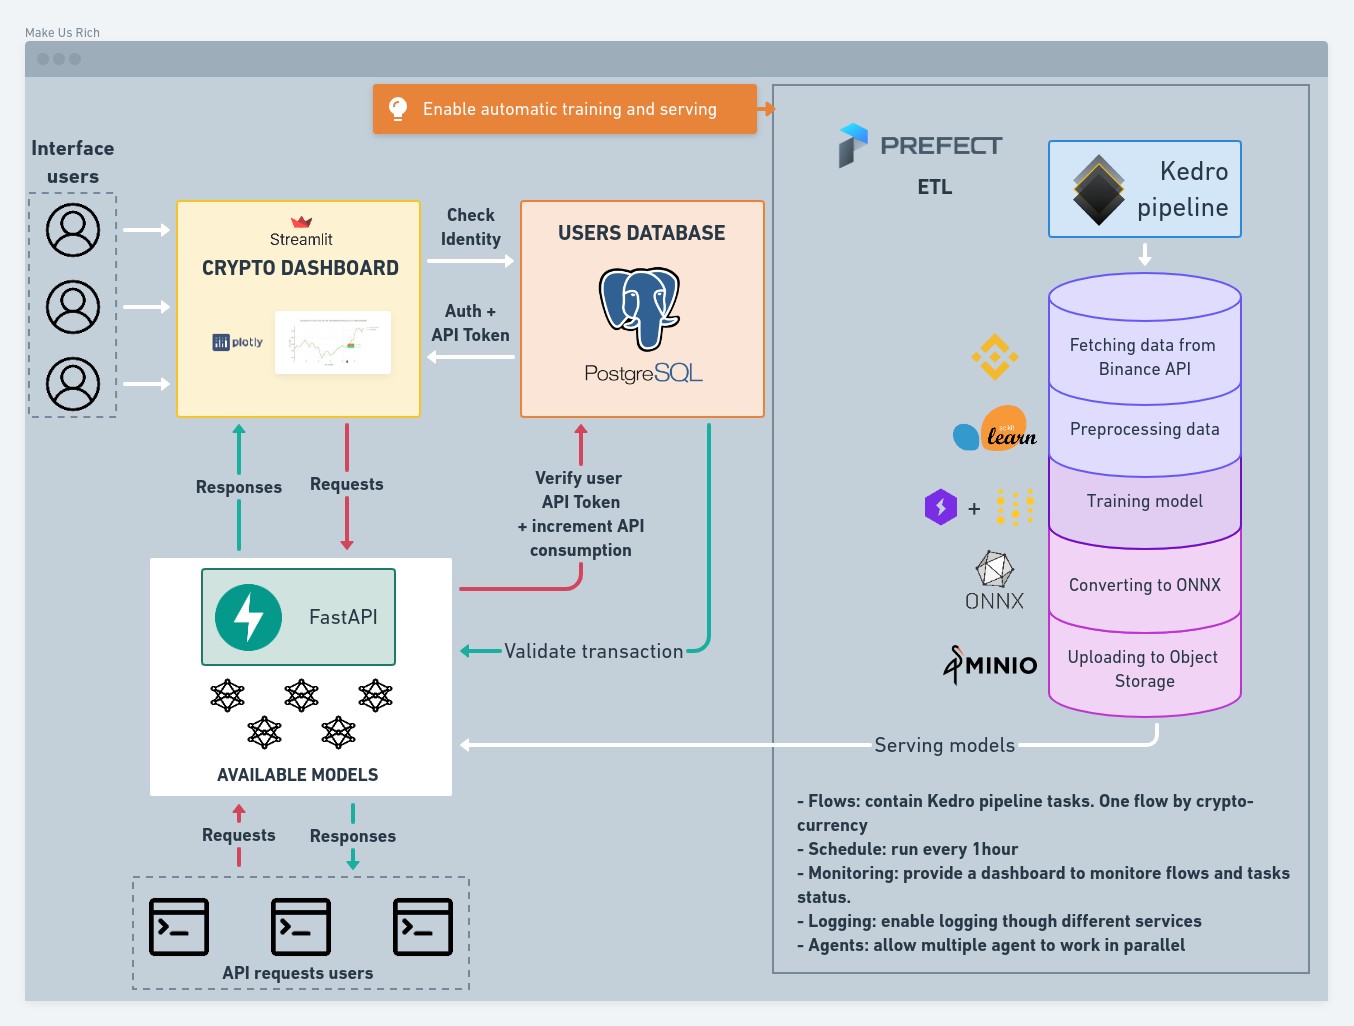 Make Us Rich
Enable automatic training and serving
Interface
users
Streamlit
CRYPTO DASHBOARD
plotly
Check
Identity
Auth +
API Token
USERS DATABASE
PostgreSQL
PREFECT
ETL
Kedro
pipeline
Fetching data from
Binance API
scikit
learn
Preprocessing data
+
Training model
ONNX
Converting to ONNX
MINIO
Uploading to Object
Storage
Responses
Requests
Verify user
API Token
+ increment API
consumption
FastAPI
Validate transaction
AVAILABLE MODELS
Serving models
Requests
Responses
API requests users
- Flows: contain Kedro pipeline tasks. One flow by crypto-
currency
- Schedule: run every 1hour
- Monitoring: provide a dashboard to monitore flows and tasks
status.
- Logging: enable logging though different services
- Agents: allow multiple agent to work in parallel